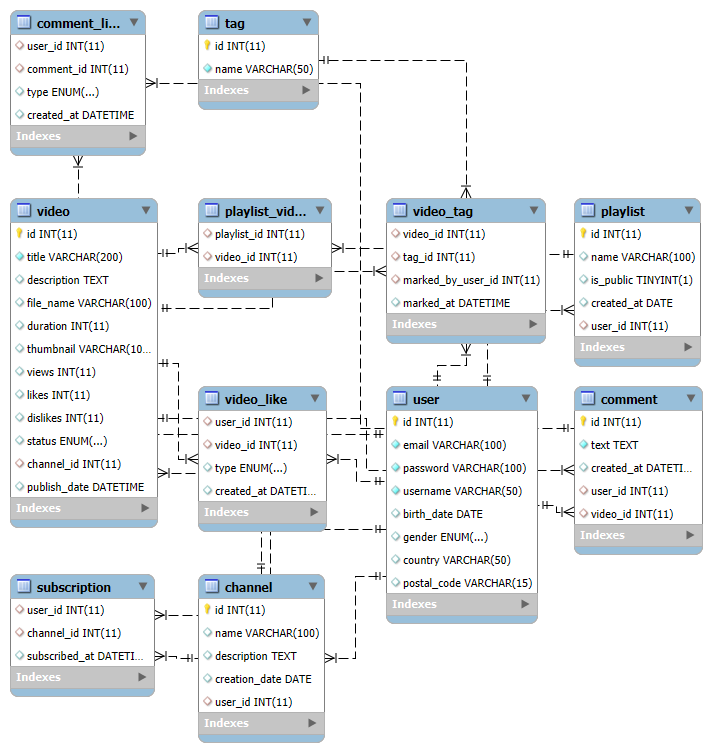 comment_li...
user_id INT(11)
comment_id INT(11)
type ENUM(...)
created_at DATETIME
Indexes
tag
id INT(11)
name VARCHAR(50)
Indexes
video
id INT(11)
title VARCHAR(200)
description TEXT
file_name VARCHAR(100)
duration INT(11)
thumbnail VARCHAR(10...
views INT(11)
likes INT(11)
dislikes INT(11)
status ENUM(...)
channel_id INT(11)
publish_date DATETIME
Indexes
playlist_vid...
playlist_id INT(11)
video_id INT(11)
Indexes
video_tag
video_id INT(11)
tag_id INT(11)
marked_by_user_id INT(11)
marked_at DATETIME
Indexes
playlist
id INT(11)
name VARCHAR(100)
is_public TINYINT(1)
created_at DATE
user_id INT(11)
Indexes
video_like
user_id INT(11)
video_id INT(11)
type ENUM(...)
created_at DATETI...
Indexes
user
id INT(11)
email VARCHAR(100)
password VARCHAR(100)
username VARCHAR(50)
birth_date DATE
gender ENUM(...)
country VARCHAR(50)
postal_code VARCHAR(15)
Indexes
comment
id INT(11)
text TEXT
created_at DATETI...
user_id INT(11)
video_id INT(11)
Indexes
subscription
user_id INT(11)
channel_id INT(11)
subscribed_at DATETI...
Indexes
channel
id INT(11)
name VARCHAR(100)
description TEXT
creation_date DATE
user_id INT(11)
Indexes